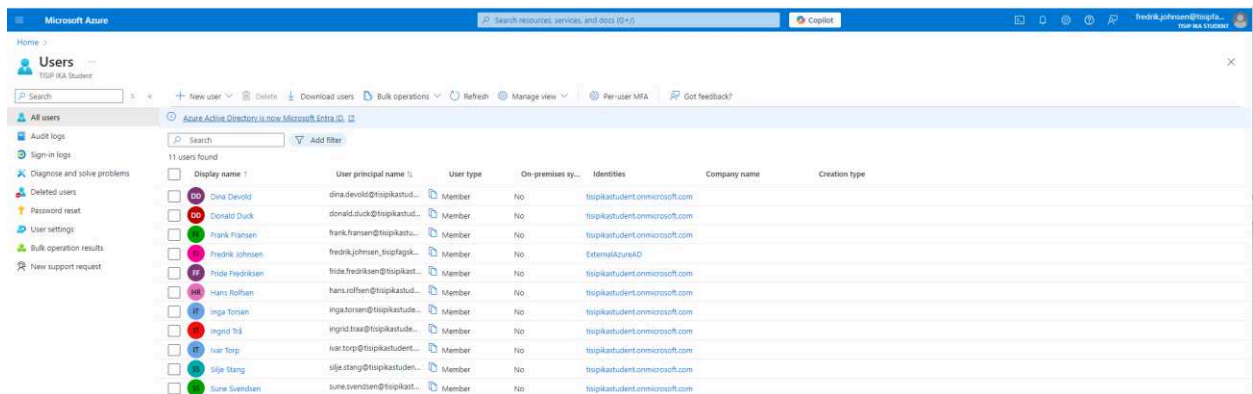 Microsoft Azure
Search resources, services, and docs (G+/)
Copilot
fredrik.johnsen@tisipfa...
TISIP IKA STUDENT
Home >
Users ...
TISIP IKA Student
Search
New user
Delete
Download users
Bulk operations
Refresh
Manage view
Per-user MFA
Got feedback?
All users
Audit logs
Sign-in logs
Diagnose and solve problems
Deleted users
Password reset
User settings
Bulk operation results
New support request
Azure Active Directory is now Microsoft Entra ID.
Search
Add filter
11 users found
Display name ↑ User principal name ↑↓ User type On-premises sy... Identities Company name Creation type
DD Dina Devold dina.devold@tisipikastud... Member No tisipikastudent.onmicrosoft.com
DD Donald Duck donald.duck@tisipikastud... Member No tisipikastudent.onmicrosoft.com
FF Frank Fransen frank.fransen@tisipikastu... Member No tisipikastudent.onmicrosoft.com
Fredrik Johnsen fredrik.johnsen_tisipfagsk... Member No ExternalAzureAD
FF Fride Fredriksen fride.fredriksen@tisipikast... Member No tisipikastudent.onmicrosoft.com
HR Hans Rolfsen hans.rolfsen@tisipikastud... Member No tisipikastudent.onmicrosoft.com
IT Inga Torsen inga.torsen@tisipikastude... Member No tisipikastudent.onmicrosoft.com
IT Ingrid Trå ingrid.traa@tisipikastude... Member No tisipikastudent.onmicrosoft.com
IT Ivar Torp ivar.torp@tisipikastudent... Member No tisipikastudent.onmicrosoft.com
SS Silje Stang silje.stang@tisipikastuden... Member No tisipikastudent.onmicrosoft.com
SS Sune Svendsen sune.svendsen@tisipikast... Member No tisipikastudent.onmicrosoft.com